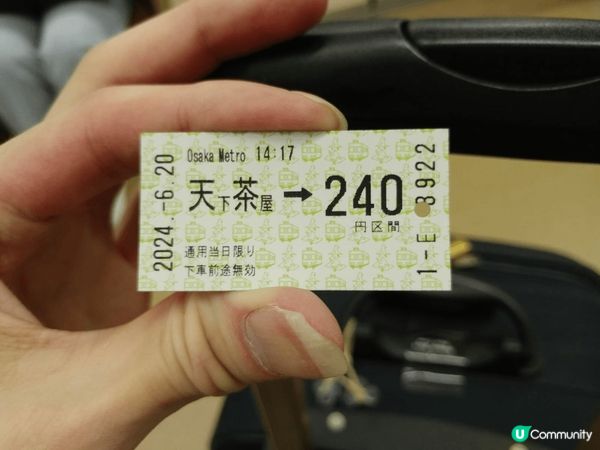 2024.-6.20
Osaka Metro 14:17
天下茶屋→240
円区間
通用当日限り
下車前途無効
1-E 8922
U Community